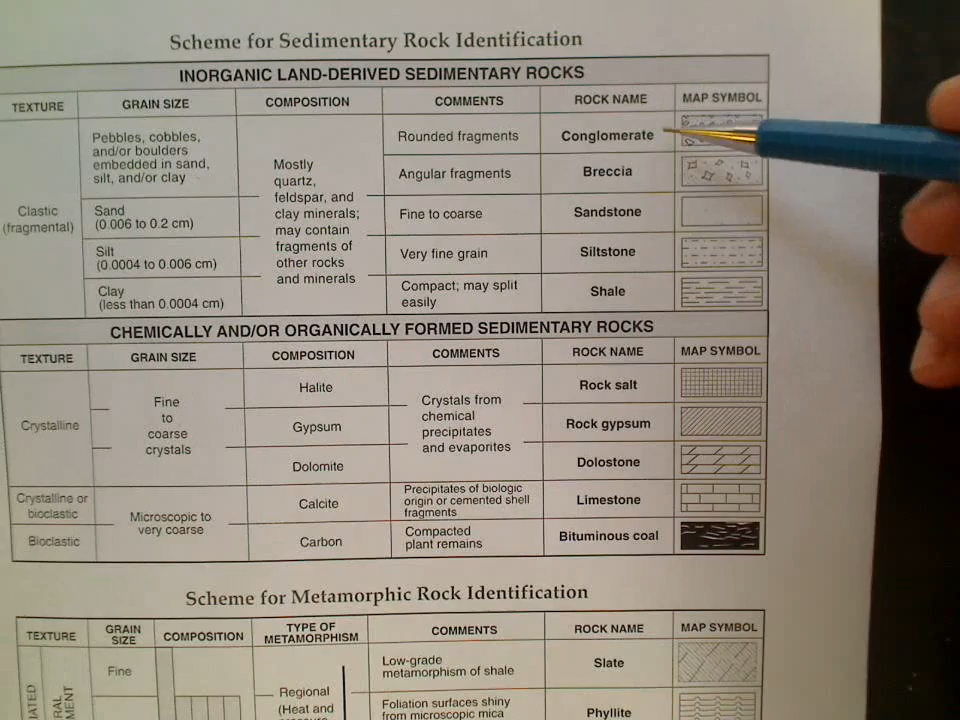 Scheme for Sedimentary Rock Identification
INORGANIC LAND-DERIVED SEDIMENTARY ROCKS
TEXTURE GRAIN SIZE COMPOSITION COMMENTS ROCK NAME MAP SYMBOL
Clastic
(fragmental)
Pebbles, cobbles,
and/or boulders
embedded in sand,
silt, and/or clay
Mostly
quartz,
feldspar, and
clay minerals;
may contain
fragments of
other rocks
and minerals
Rounded fragments Conglomerate
Angular fragments Breccia
Sand
(0.006 to 0.2 cm)
Fine to coarse Sandstone
Silt
(0.0004 to 0.006 cm)
Very fine grain Siltstone
Clay
(less than 0.0004 cm)
Compact; may split
easily
Shale
CHEMICALLY AND/OR ORGANICALLY FORMED SEDIMENTARY ROCKS
TEXTURE GRAIN SIZE COMPOSITION COMMENTS ROCK NAME MAP SYMBOL
Crystalline
Fine
to
coarse
crystals
Halite
Crystals from
chemical
precipitates
and evaporites
Rock salt
Gypsum Rock gypsum
Dolomite Dolostone
Crystalline or
bioclastic
Microscopic to
very coarse
Calcite
Precipitates of biologic
origin or cemented shell
fragments
Limestone
Bioclastic
Carbon
Compacted
plant remains
Bituminous coal
Scheme for Metamorphic Rock Identification
TEXTURE GRAIN
SIZE COMPOSITION TYPE OF
METAMORPHISM COMMENTS ROCK NAME MAP SYMBOL
Fine
Regional
(Heat and
Low-grade
metamorphism of shale
Slate
Foliation surfaces shiny
from microscopic mica
Phyllite